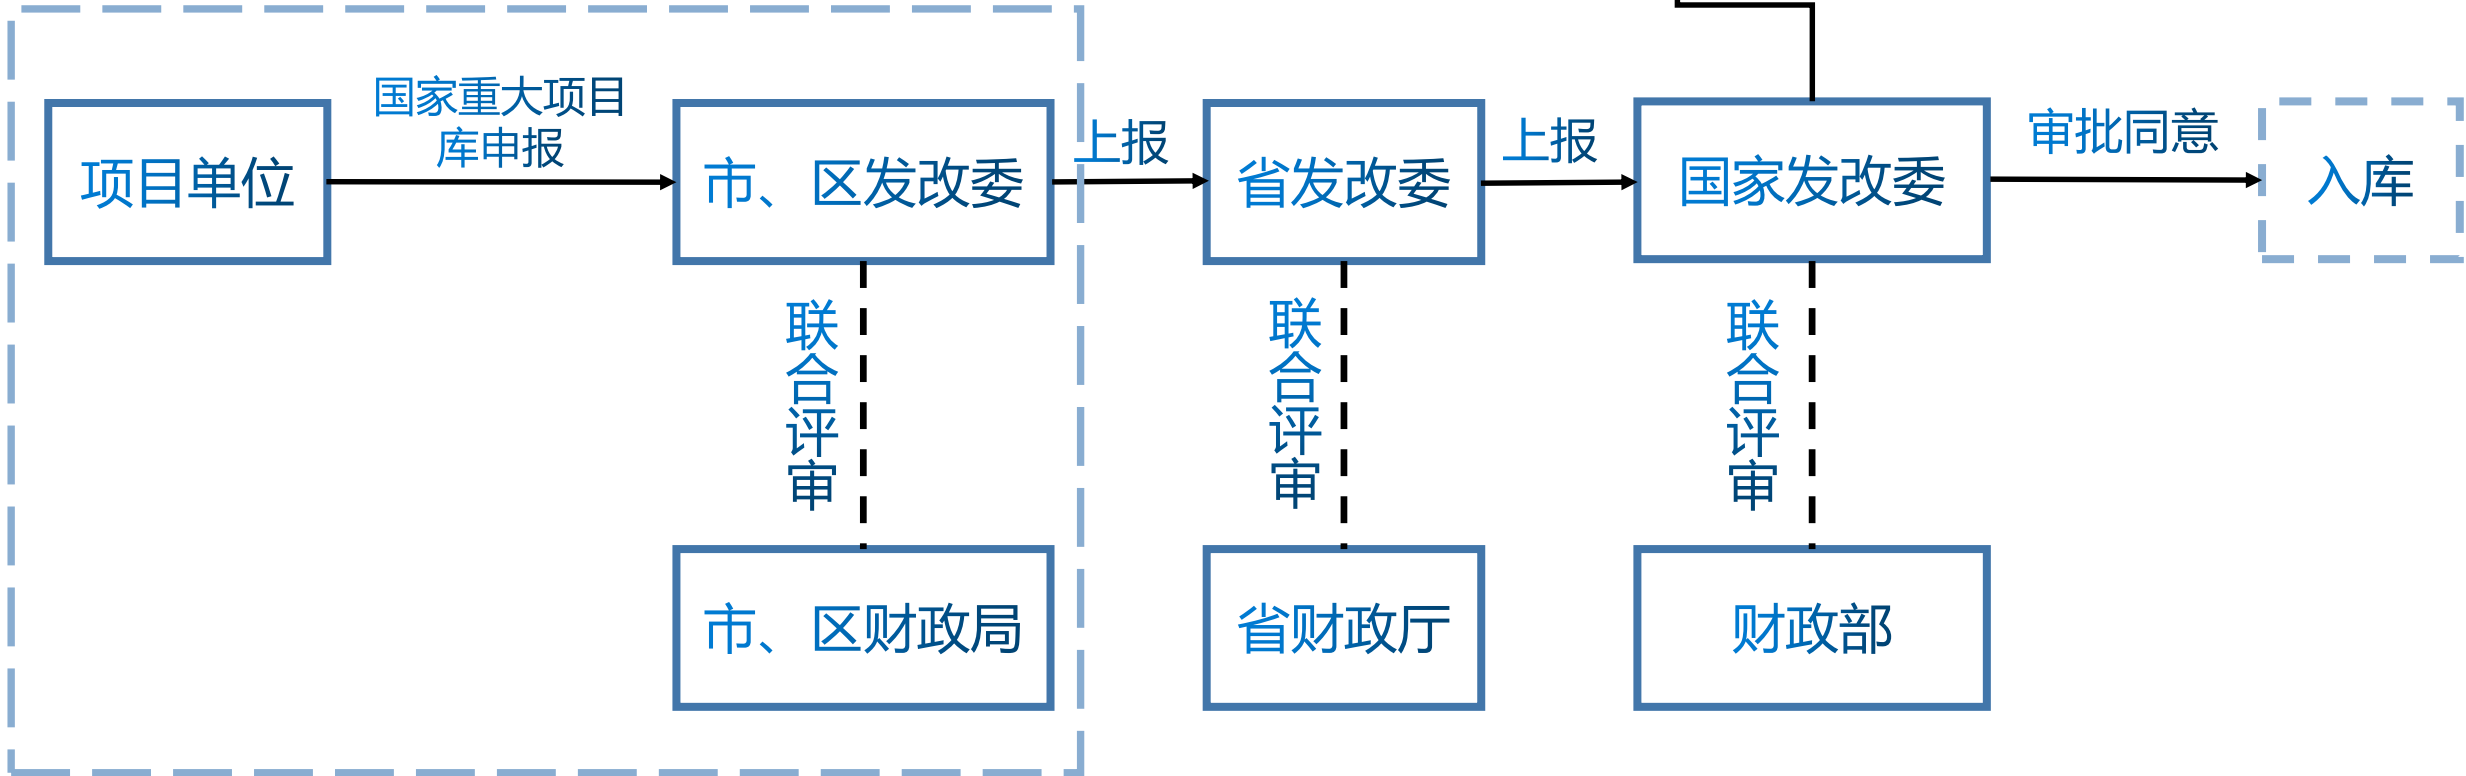 国家重大项目
库申报
项目单位
市、区发改委
上报
省发改委
上报
国家发改委
审批同意
入库
联合评审
联合评审
联合评审
市、区财政局
省财政厅
财政部